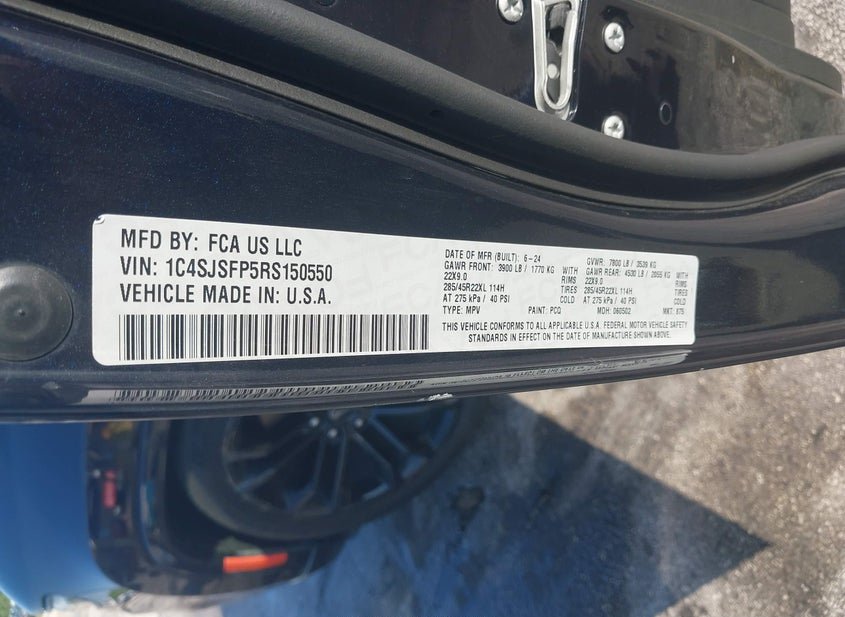 MFD BY: FCA US LLC
VIN: 1C4SJSFP5RS150550
VEHICLE MADE IN: U.S.A.
DATE OF MFR (BUILT): 6-24 GVWR: 7800 LB / 3539 KG
GAWR FRONT: 3900 LB / 1770 KG GAWR REAR: 4530 LB / 2055 KG
22X9.0 RIMS 22X9.0 RIMS
285/45R22XL 114H TIRES 285/45R22XL 114H TIRES
AT 275 kPa / 40 PSI COLD AT 275 kPa / 40 PSI COLD
TYPE: MPV PAINT: PCQ MDH: 060502 MKT: 875
THIS VEHICLE CONFORMS TO ALL APPLICABLE U.S.A. FEDERAL MOTOR VEHICLE SAFETY
STANDARDS IN EFFECT ON THE DATE OF MANUFACTURE SHOWN ABOVE.